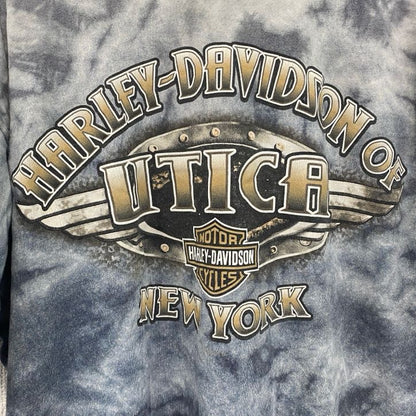 HARLEY-DAVIDSON OF
UTICA
MOTOR
HARLEY-DAVIDSON
CYCLES
NEW YORK